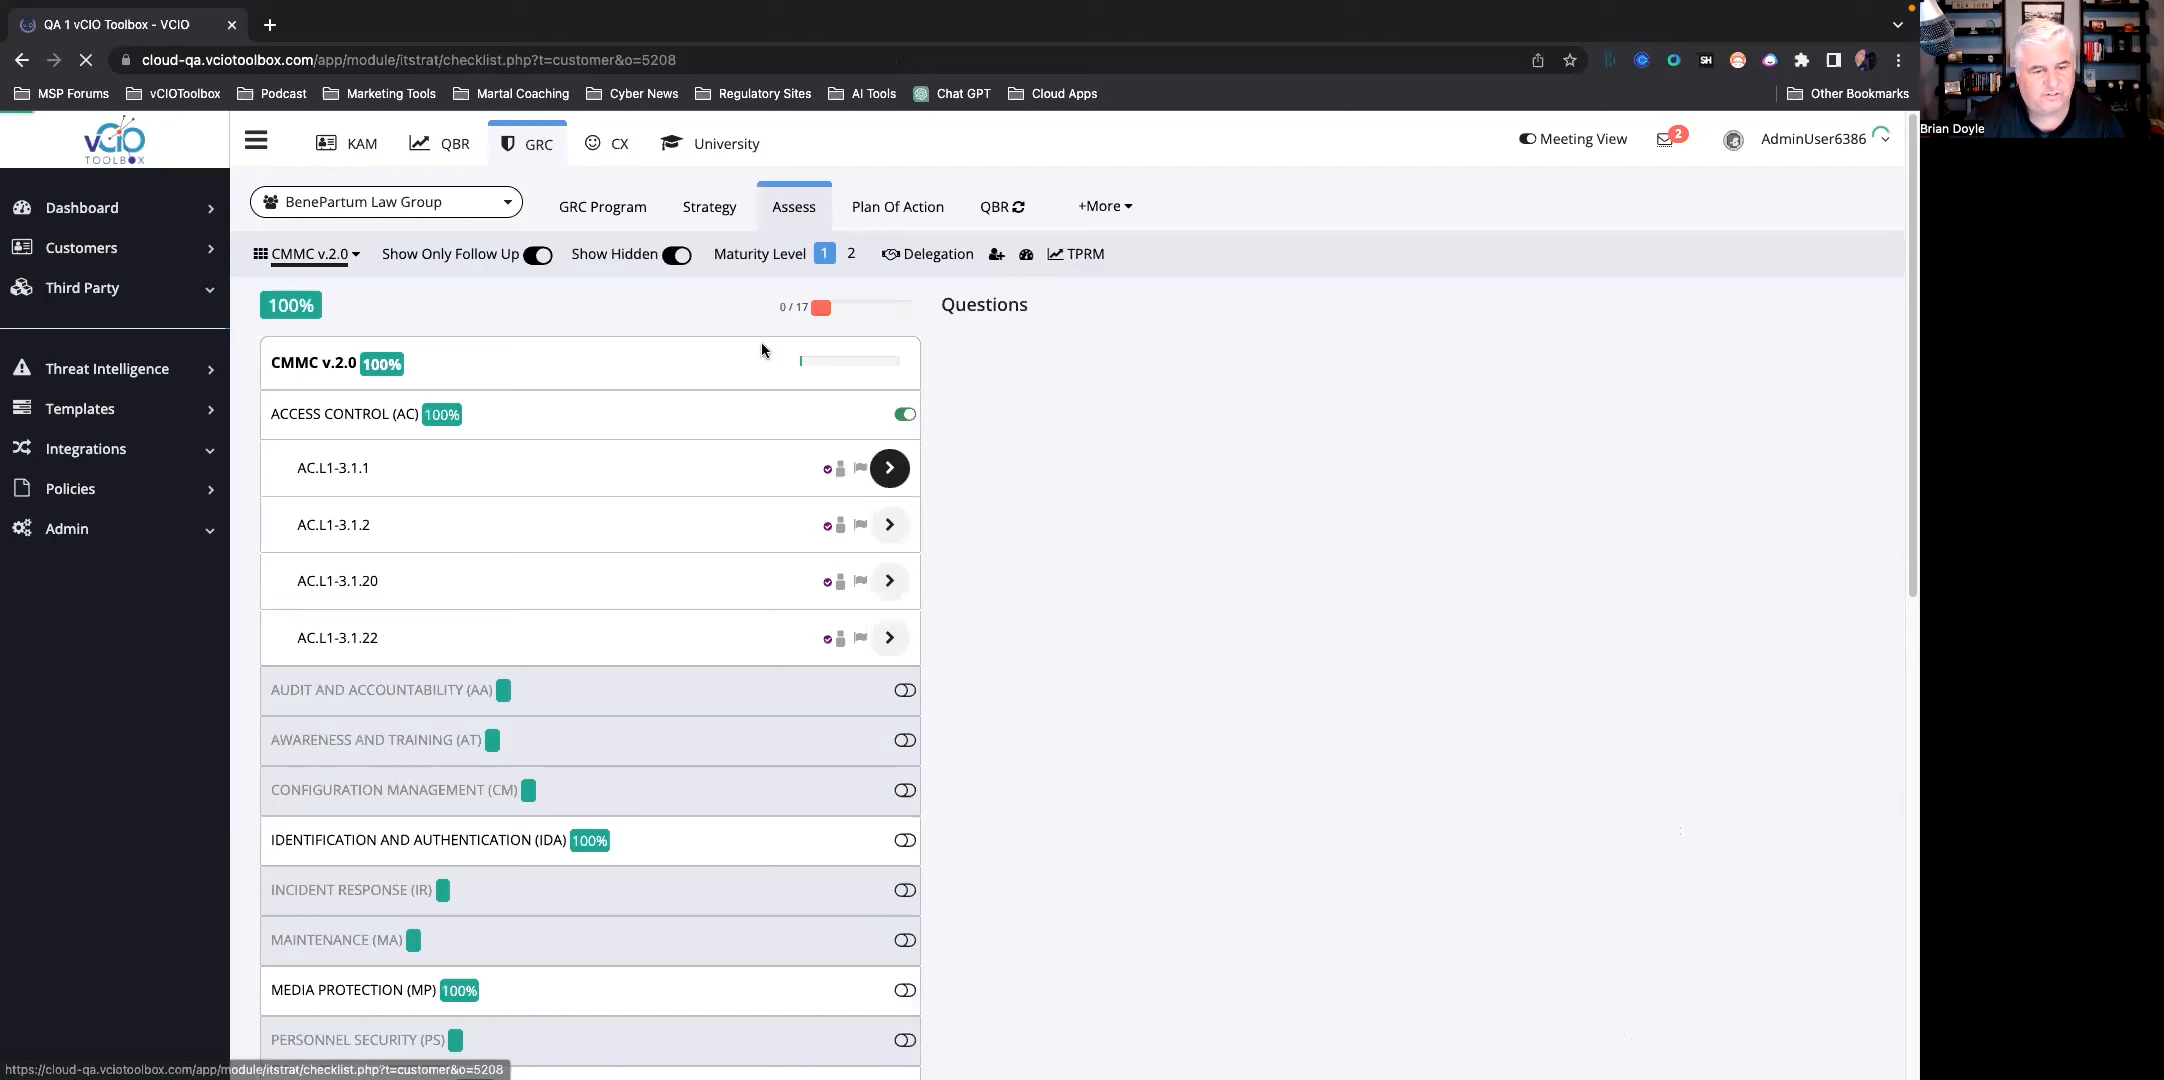 QA 1 vCIO Toolbox - VCIO
cloud-qa.vciotoolbox.com/app/module/itstrat/checklist.php?t=customer&o=5208
MSP Forums
vCIOToolbox
Podcast
Marketing Tools
Martal Coaching
Cyber News
Regulatory Sites
AI Tools
Chat GPT
Cloud Apps
Other Bookmarks
SH
NEW YORK
Brian Doyle
vCIO
TOOLBOX
KAM
QBR
GRC
CX
University
Meeting View
2
AdminUser6386
BenePartum Law Group
GRC Program
Strategy
Assess
Plan Of Action
QBR
+More
CMMC v.2.0
Show Only Follow Up
Show Hidden
Maturity Level
1
2
Delegation
TPRM
Dashboard
Customers
Third Party
Threat Intelligence
Templates
Integrations
Policies
Admin
100%
0 / 17
Questions
CMMC v.2.0 100%
ACCESS CONTROL (AC) 100%
AC.L1-3.1.1
AC.L1-3.1.2
AC.L1-3.1.20
AC.L1-3.1.22
AUDIT AND ACCOUNTABILITY (AA)
AWARENESS AND TRAINING (AT)
CONFIGURATION MANAGEMENT (CM)
IDENTIFICATION AND AUTHENTICATION (IDA) 100%
INCIDENT RESPONSE (IR)
MAINTENANCE (MA)
MEDIA PROTECTION (MP) 100%
PERSONNEL SECURITY (PS)
https://cloud-qa.vciotoolbox.com/app/module/itstrat/checklist.php?t=customer&o=5208